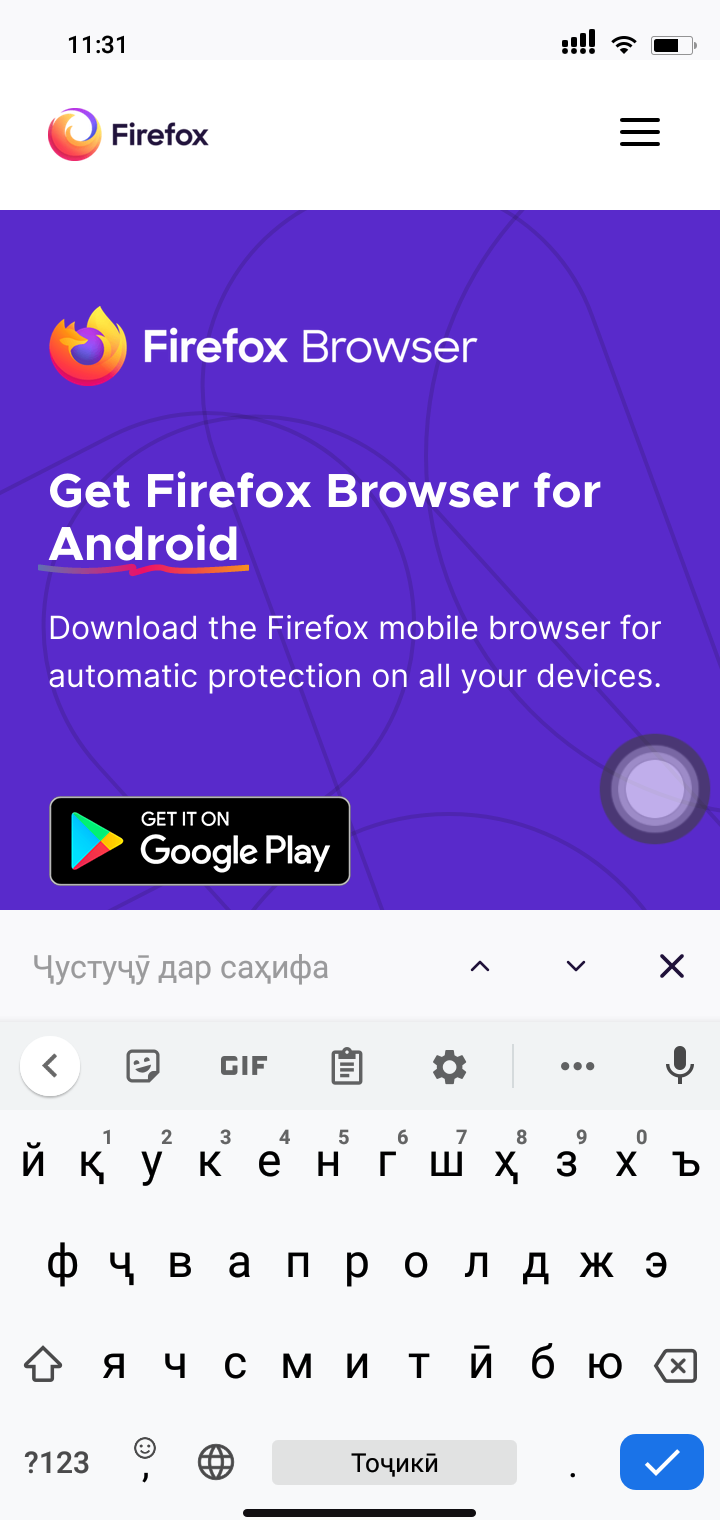 11:31
Firefox
Firefox Browser
Get Firefox Browser for
Android
Download the Firefox mobile browser for
automatic protection on all your devices.
GET IT ON
Google Play
Ҷустуҷӯ дар саҳифа
GIF
1 2 3 4 5 6 7 8 9 0
й қ у к е н г ш ҳ з х ъ
ф ҷ в а п р о л д ж э
я ч с м и т ӣ б ю
?123 , Тоҷикӣ .